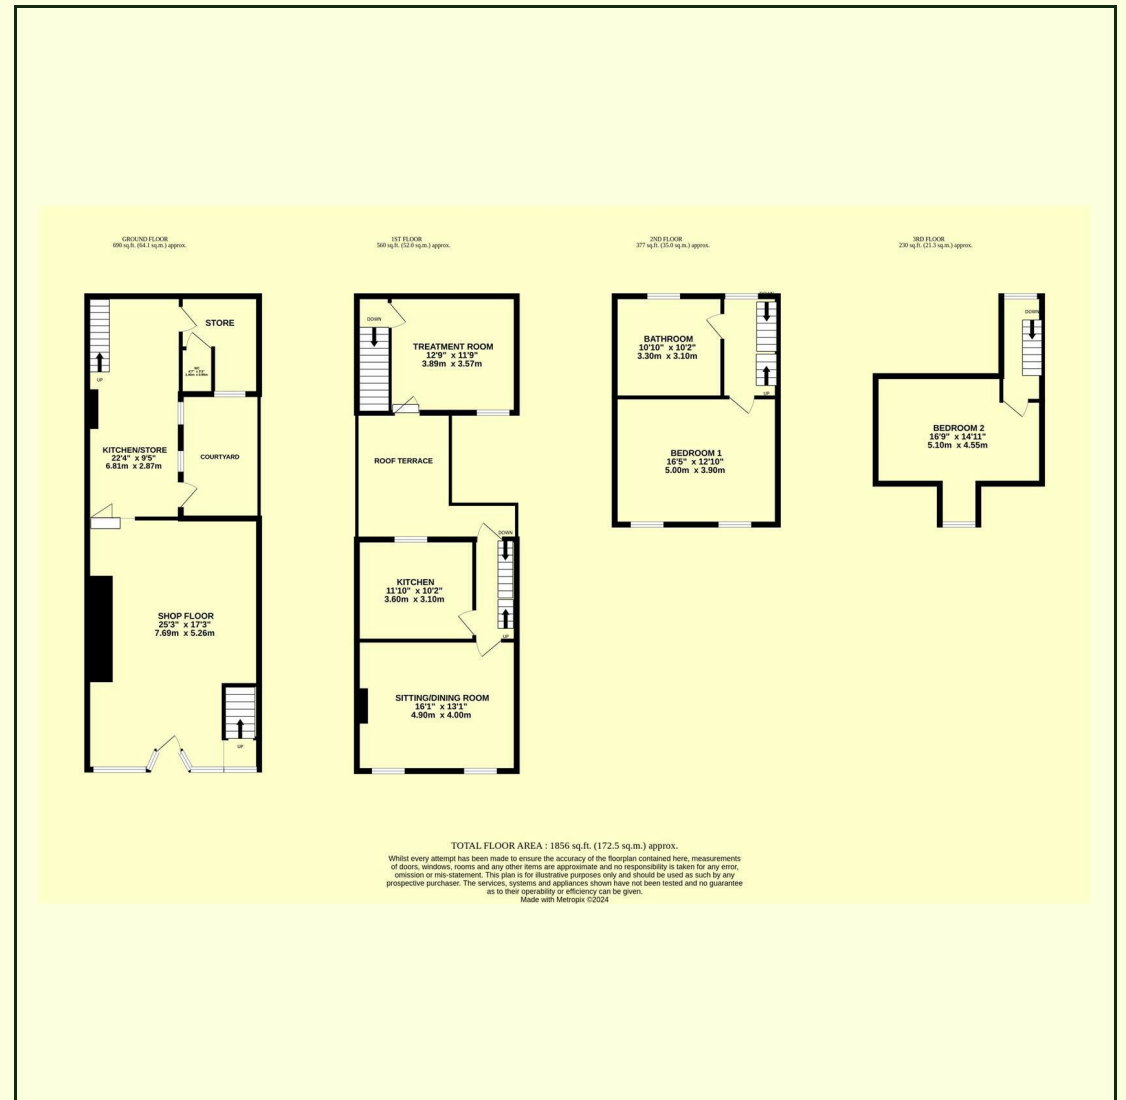 GROUND FLOOR
690 sq.ft. (64.1 sq.m.) approx.
1ST FLOOR
560 sq.ft. (52.0 sq.m.) approx.
2ND FLOOR
377 sq.ft. (35.0 sq.m.) approx.
3RD FLOOR
230 sq.ft. (21.3 sq.m.) approx.
STORE
WC
UP
KITCHEN/STORE
22'4" x 9'5"
6.81m x 2.87m
COURTYARD
SHOP FLOOR
25'3" x 17'3"
7.69m x 5.26m
UP
DOWN
TREATMENT ROOM
12'9" x 11'9"
3.89m x 3.57m
ROOF TERRACE
DOWN
KITCHEN
11'10" x 10'2"
3.60m x 3.10m
UP
SITTING/DINING ROOM
16'1" x 13'1"
4.90m x 4.00m
DOWN
BATHROOM
10'10" x 10'2"
3.30m x 3.10m
UP
BEDROOM 1
16'5" x 12'10"
5.00m x 3.90m
DOWN
BEDROOM 2
16'9" x 14'11"
5.10m x 4.55m
TOTAL FLOOR AREA : 1856 sq.ft. (172.5 sq.m.) approx.
Whilst every attempt has been made to ensure the accuracy of the floorplan contained here, measurements
of doors, windows, rooms and any other items are approximate and no responsibility is taken for any error,
omission or mis-statement. This plan is for illustrative purposes only and should be used as such by any
prospective purchaser. The services, systems and appliances shown have not been tested and no guarantee
as to their operability or efficiency can be given.
Made with Metropix ©2024